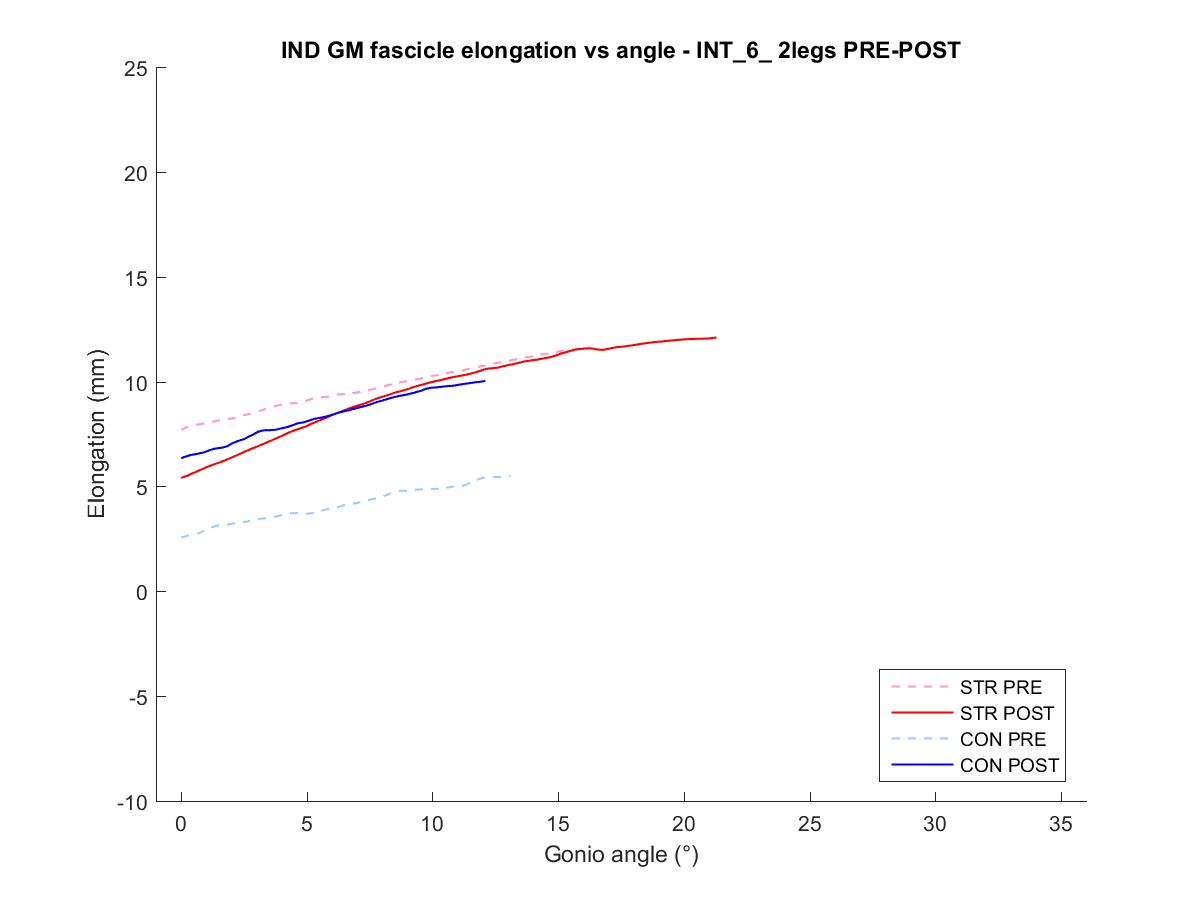 IND GM fascicle elongation vs angle - INT_6_ 2legs PRE-POST
25
20
15
10
5
0
-5
-10
Elongation (mm)
0 5 10 15 20 25 30 35
Gonio angle (°)
STR PRE
STR POST
CON PRE
CON POST